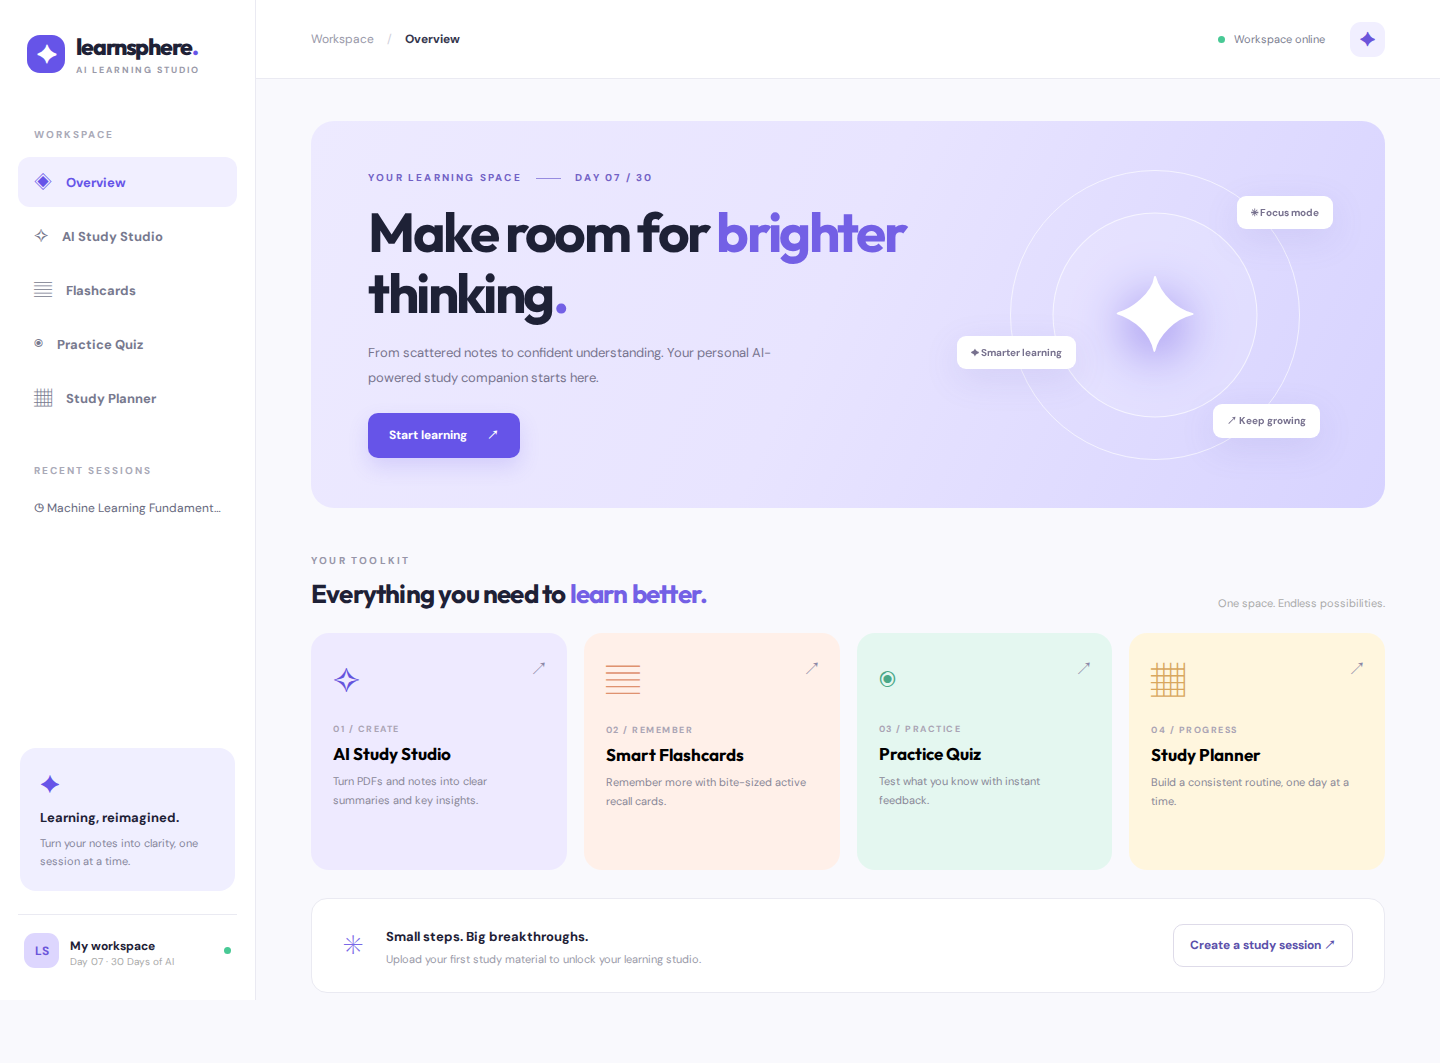 learnsphere.
AI LEARNING STUDIO
WORKSPACE
Overview
AI Study Studio
Flashcards
Practice Quiz
Study Planner
RECENT SESSIONS
Machine Learning Fundament...
Learning, reimagined.
Turn your notes into clarity, one
session at a time.
LS
My workspace
Day 07 · 30 Days of AI
Workspace / Overview
Workspace online
YOUR LEARNING SPACE
DAY 07 / 30
Make room for brighter
thinking.
From scattered notes to confident understanding. Your personal AI-
powered study companion starts here.
Start learning ↗
Focus mode
Smarter learning
↗ Keep growing
YOUR TOOLKIT
Everything you need to learn better.
One space. Endless possibilities.
01 / CREATE
AI Study Studio
Turn PDFs and notes into clear
summaries and key insights.
02 / REMEMBER
Smart Flashcards
Remember more with bite-sized active
recall cards.
03 / PRACTICE
Practice Quiz
Test what you know with instant
feedback.
04 / PROGRESS
Study Planner
Build a consistent routine, one day at a
time.
Small steps. Big breakthroughs.
Upload your first study material to unlock your learning studio.
Create a study session ↗